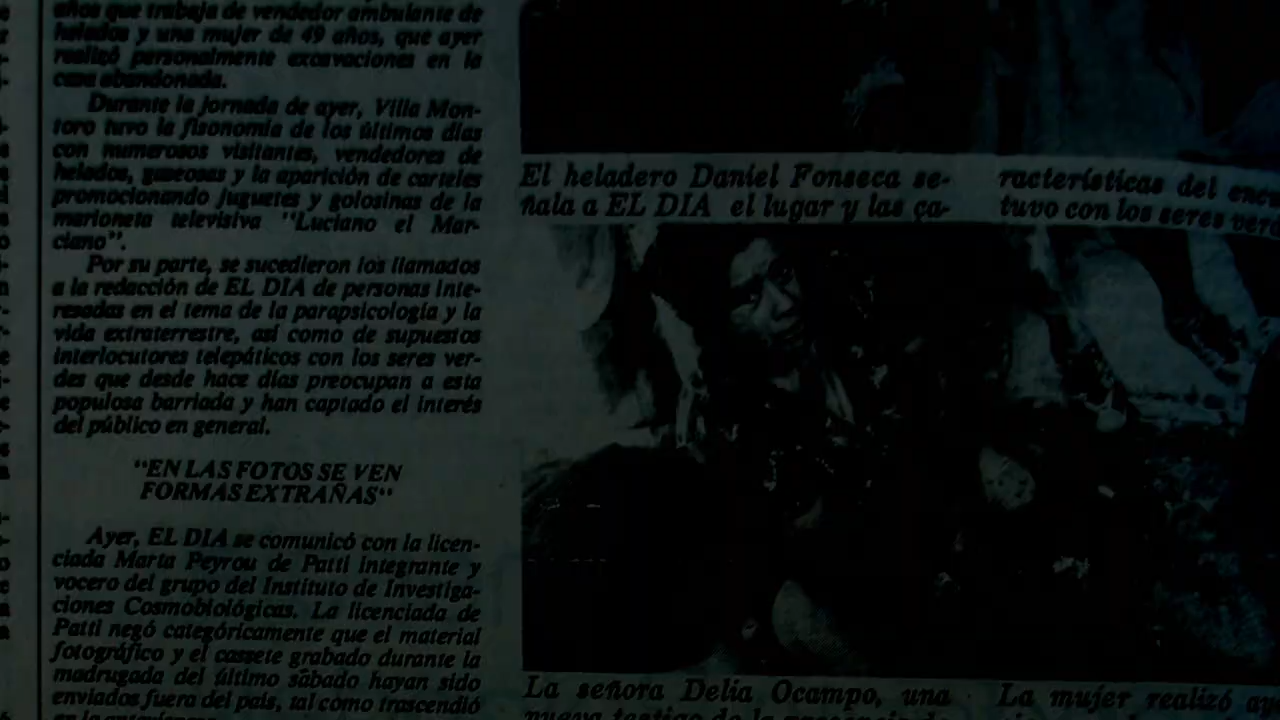 años que trabaja de vendedor ambulante de
helados y una mujer de 49 años, que ayer
realizó personalmente excavaciones en la
casa abandonada.
Durante la jornada de ayer, Villa Mon-
toro tuvo la fisonomía de los últimos días
con numerosos visitantes, vendedores de
helados, gaseosas y la aparición de carteles
promocionando juguetes y golosinas de la
marioneta televisiva "Luciano el Mar-
ciano".
Por su parte, se sucedieron los llamados
a la redacción de EL DIA de personas inte-
resadas en el tema de la parapsicología y la
vida extraterrestre, así como de supuestos
interlocutores telepáticos con los seres ver-
des que desde hace días preocupan a esta
populosa barriada y han captado el interés
del público en general.
"EN LAS FOTOS SE VEN
FORMAS EXTRAÑAS"
Ayer, EL DIA se comunicó con la licen-
ciada Marta Peyrou de Patti integrante y
vocero del grupo del Instituto de Investiga-
ciones Cosmobiológicas. La licenciada de
Patti negó categóricamente que el material
fotográfico y el cassete grabado durante la
madrugada del último sábado hayan sido
enviados fuera del país, tal como trascendió
El heladero Daniel Fonseca se-
ñala a EL DIA el lugar y las ca-
racterísticas del
tuvo con los seres
La señora Delia Ocampo, una
La mujer realizó